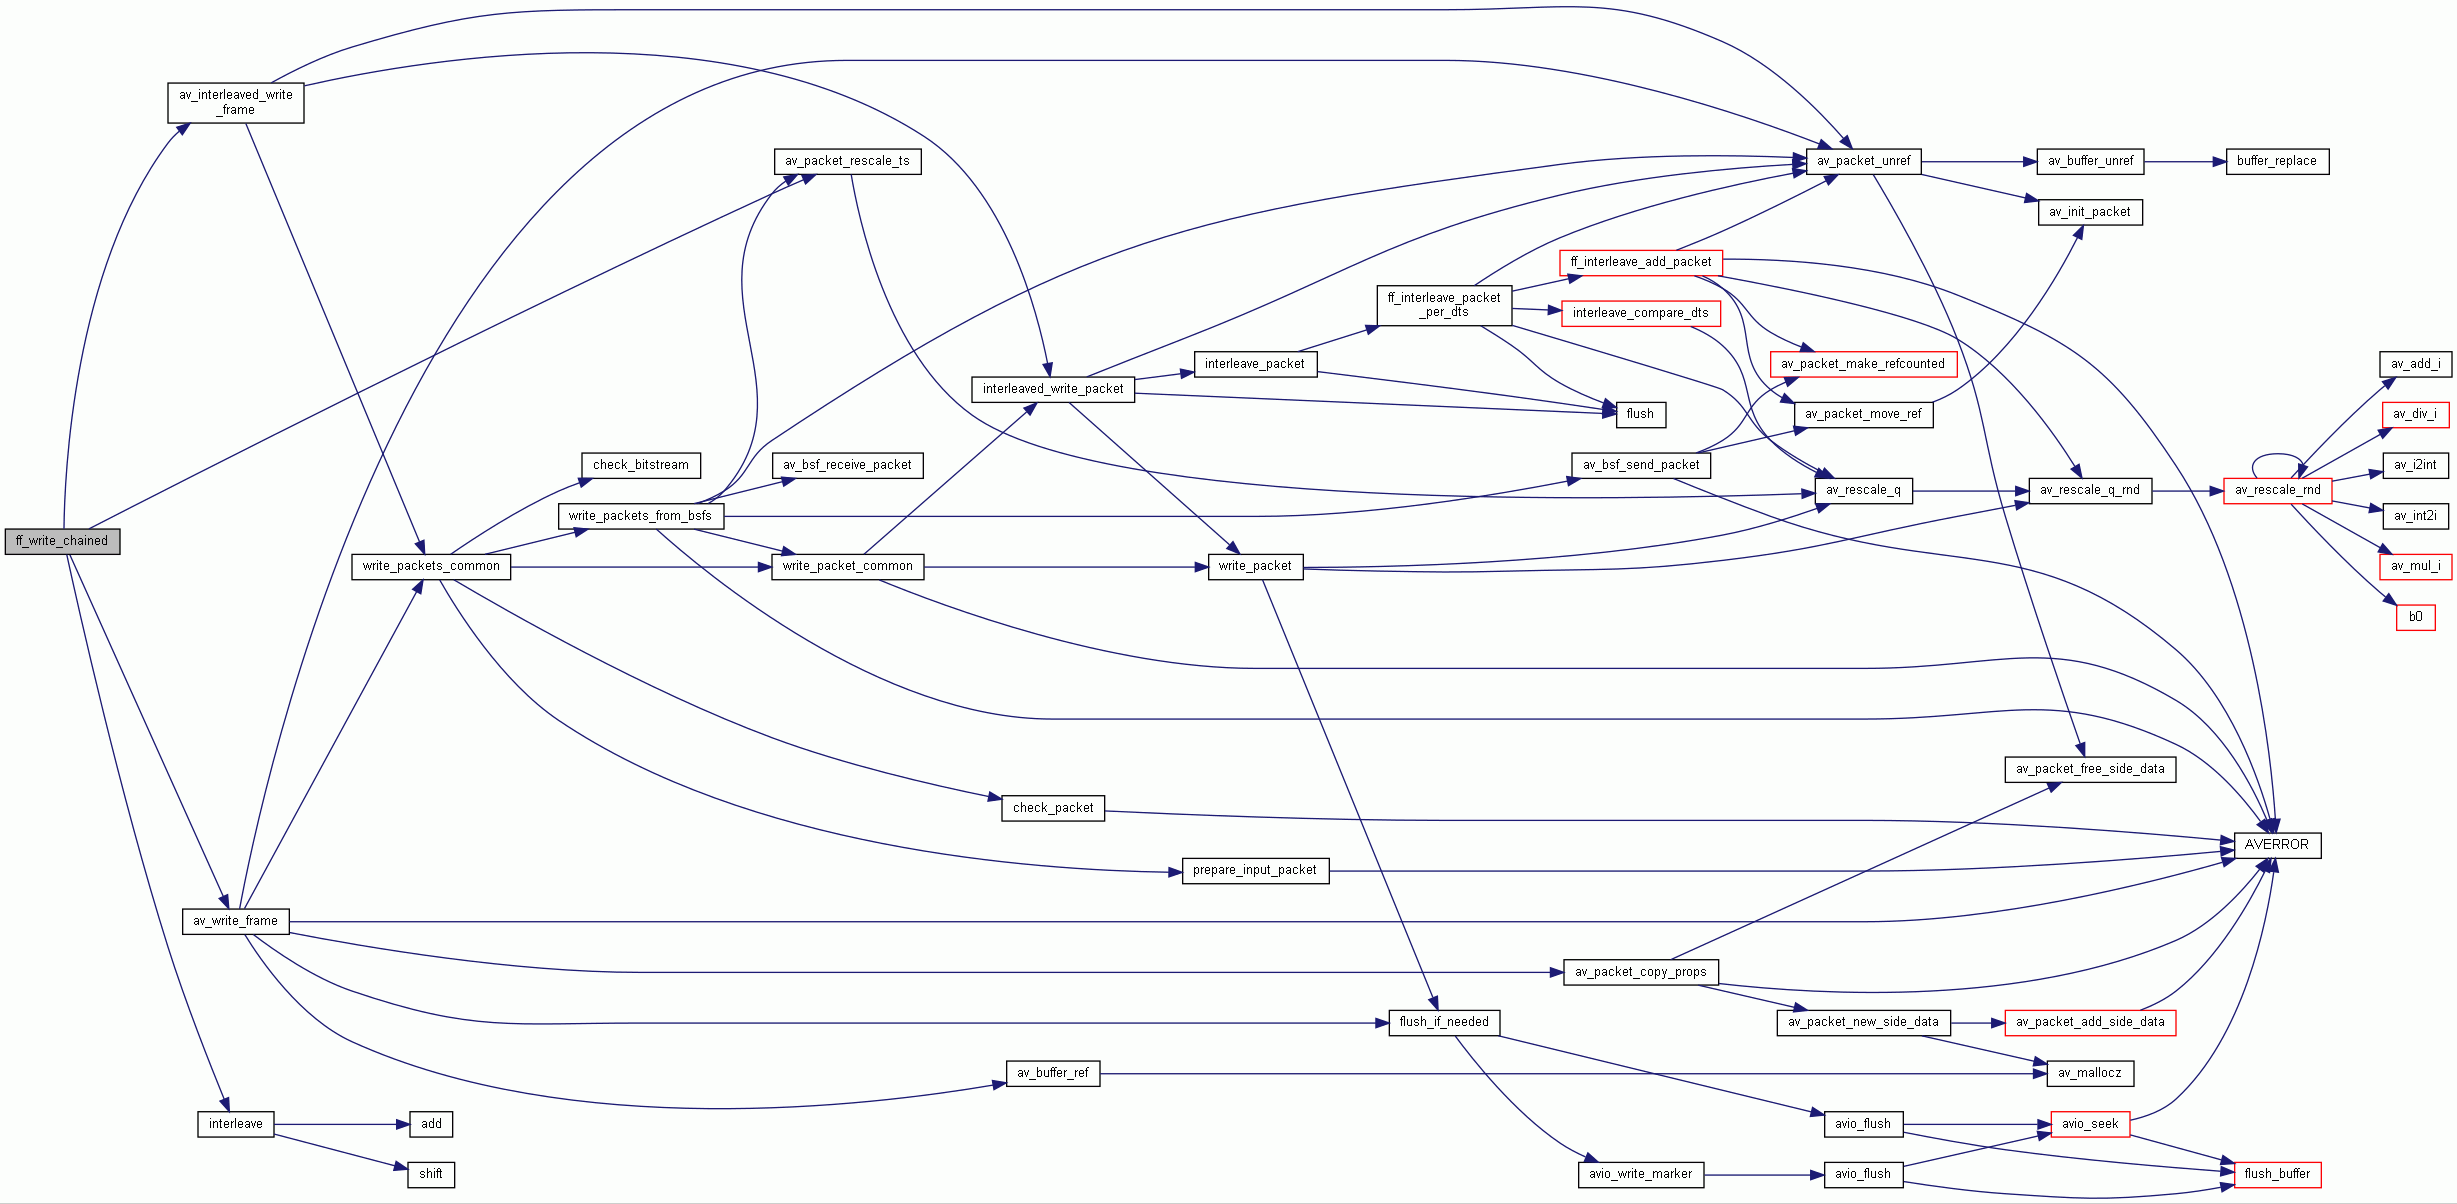 av_interleaved_write
_frame
av_packet_rescale_ts
av_packet_unref
av_buffer_unref
buffer_replace
av_init_packet
ff_interleave_add_packet
ff_interleave_packet
_per_dts
interleave_compare_dts
interleave_packet
av_packet_make_refcounted
av_add_i
interleaved_write_packet
flush
av_packet_move_ref
av_div_i
check_bitstream
av_bsf_receive_packet
av_bsf_send_packet
av_i2int
av_rescale_q
av_rescale_q_rnd
av_rescale_rnd
write_packets_from_bsfs
av_int2i
ff_write_chained
write_packets_common
write_packet_common
write_packet
av_mul_i
b0
av_packet_free_side_data
check_packet
AVERROR
prepare_input_packet
av_write_frame
av_packet_copy_props
flush_if_needed
av_packet_new_side_data
av_packet_add_side_data
av_buffer_ref
av_mallocz
interleave
add
avio_flush
avio_seek
shift
avio_write_marker
avio_flush
flush_buffer